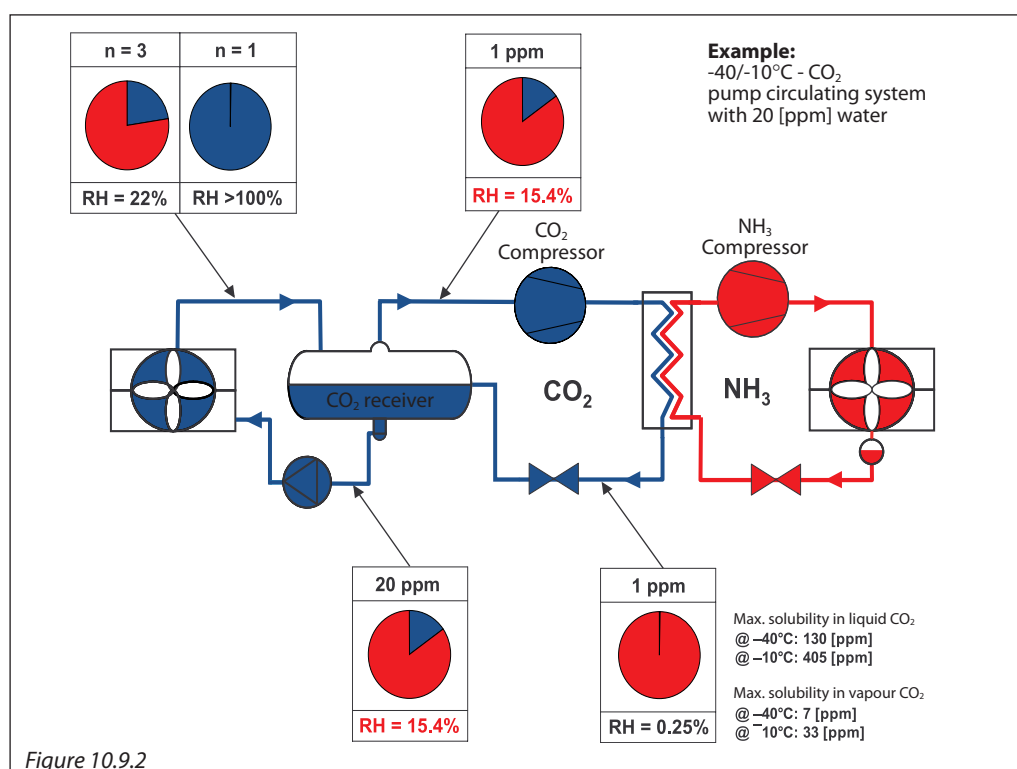 n = 3
n = 1
RH = 22%
RH >100%
1 ppm
RH = 15.4%
Example:
-40/-10°C - CO₂
pump circulating system
with 20 [ppm] water
CO₂
Compressor
NH₃
Compressor
CO₂ receiver
CO₂
NH₃
20 ppm
RH = 15.4%
1 ppm
RH = 0.25%
Max. solubility in liquid CO₂
@ –40°C: 130 [ppm]
@ –10°C: 405 [ppm]
Max. solubility in vapour CO₂
@ –40°C: 7 [ppm]
@ –10°C: 33 [ppm]
Figure 10.9.2